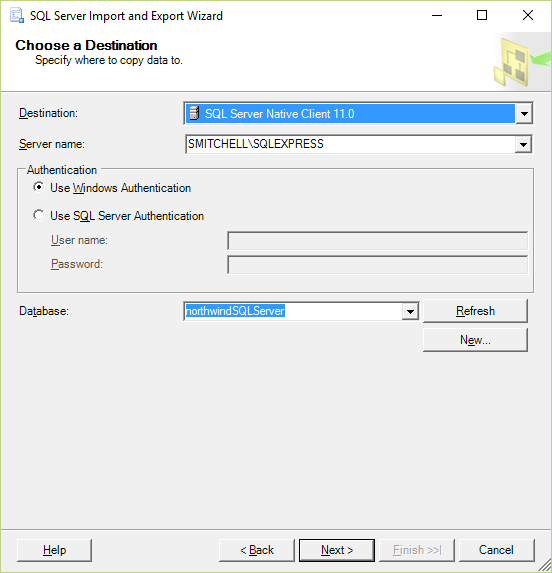 SQL Server Import and Export Wizard
Choose a Destination
Specify where to copy data to.
Destination: SQL Server Native Client 11.0
Server name: SMITCHELL\SQLEXPRESS
Authentication
Use Windows Authentication
Use SQL Server Authentication
User name:
Password:
Database: northwindSQLServer Refresh
New...
Help < Back Next > Finish >>| Cancel